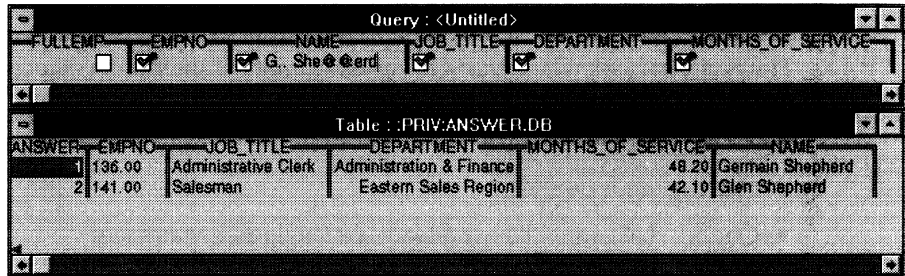 Query : <Untitled>
FULLEMP EMPNO NAME JOB_TITLE DEPARTMENT MONTHS_OF_SERVICE
G.. She@@erd
Table : :PRIV:ANSWER.DB
ANSWER EMPNO JOB_TITLE DEPARTMENT MONTHS_OF_SERVICE NAME
1 136.00 Administrative Clerk Administration & Finance 48.20 Germain Shepherd
2 141.00 Salesman Eastern Sales Region 42.10 Glen Shepherd